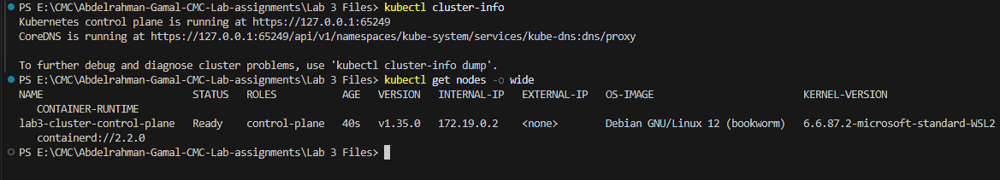 PS E:\CMC\Abdelrahman-Gamal-CMC-Lab-assignments\Lab 3 Files> kubectl cluster-info
Kubernetes control plane is running at https://127.0.0.1:65249
CoreDNS is running at https://127.0.0.1:65249/api/v1/namespaces/kube-system/services/kube-dns:dns/proxy

To further debug and diagnose cluster problems, use 'kubectl cluster-info dump'.
PS E:\CMC\Abdelrahman-Gamal-CMC-Lab-assignments\Lab 3 Files> kubectl get nodes -o wide
NAME STATUS ROLES AGE VERSION INTERNAL-IP EXTERNAL-IP OS-IMAGE KERNEL-VERSION
CONTAINER-RUNTIME
lab3-cluster-control-plane Ready control-plane 40s v1.35.0 172.19.0.2 <none> Debian GNU/Linux 12 (bookworm) 6.6.87.2-microsoft-standard-WSL2
containerd://2.2.0
PS E:\CMC\Abdelrahman-Gamal-CMC-Lab-assignments\Lab 3 Files>